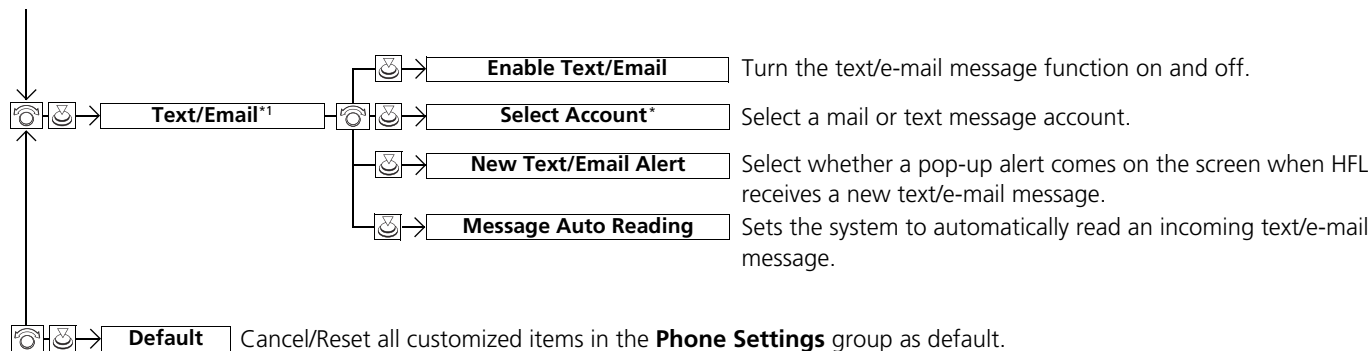 Enable Text/Email Turn the text/e-mail message function on and off.
Text/Email*1 Select Account* Select a mail or text message account.
New Text/Email Alert Select whether a pop-up alert comes on the screen when HFL
receives a new text/e-mail message.
Message Auto Reading Sets the system to automatically read an incoming text/e-mail
message.
Default Cancel/Reset all customized items in the Phone Settings group as default.